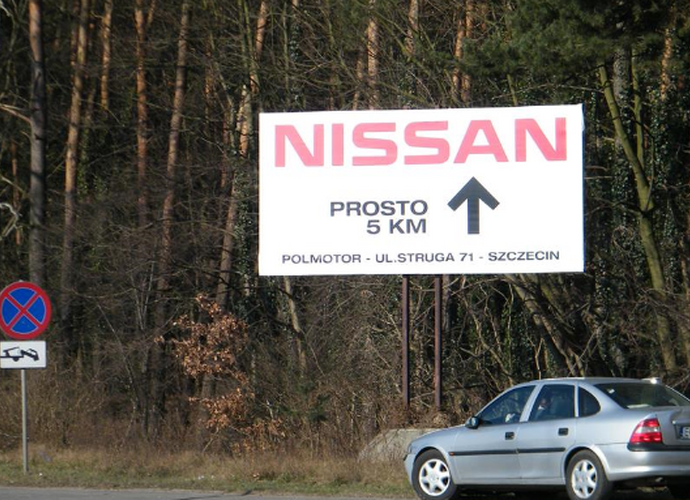 NISSAN
PROSTO
5 KM
POLMOTOR - UL.STRUGA 71 - SZCZECIN